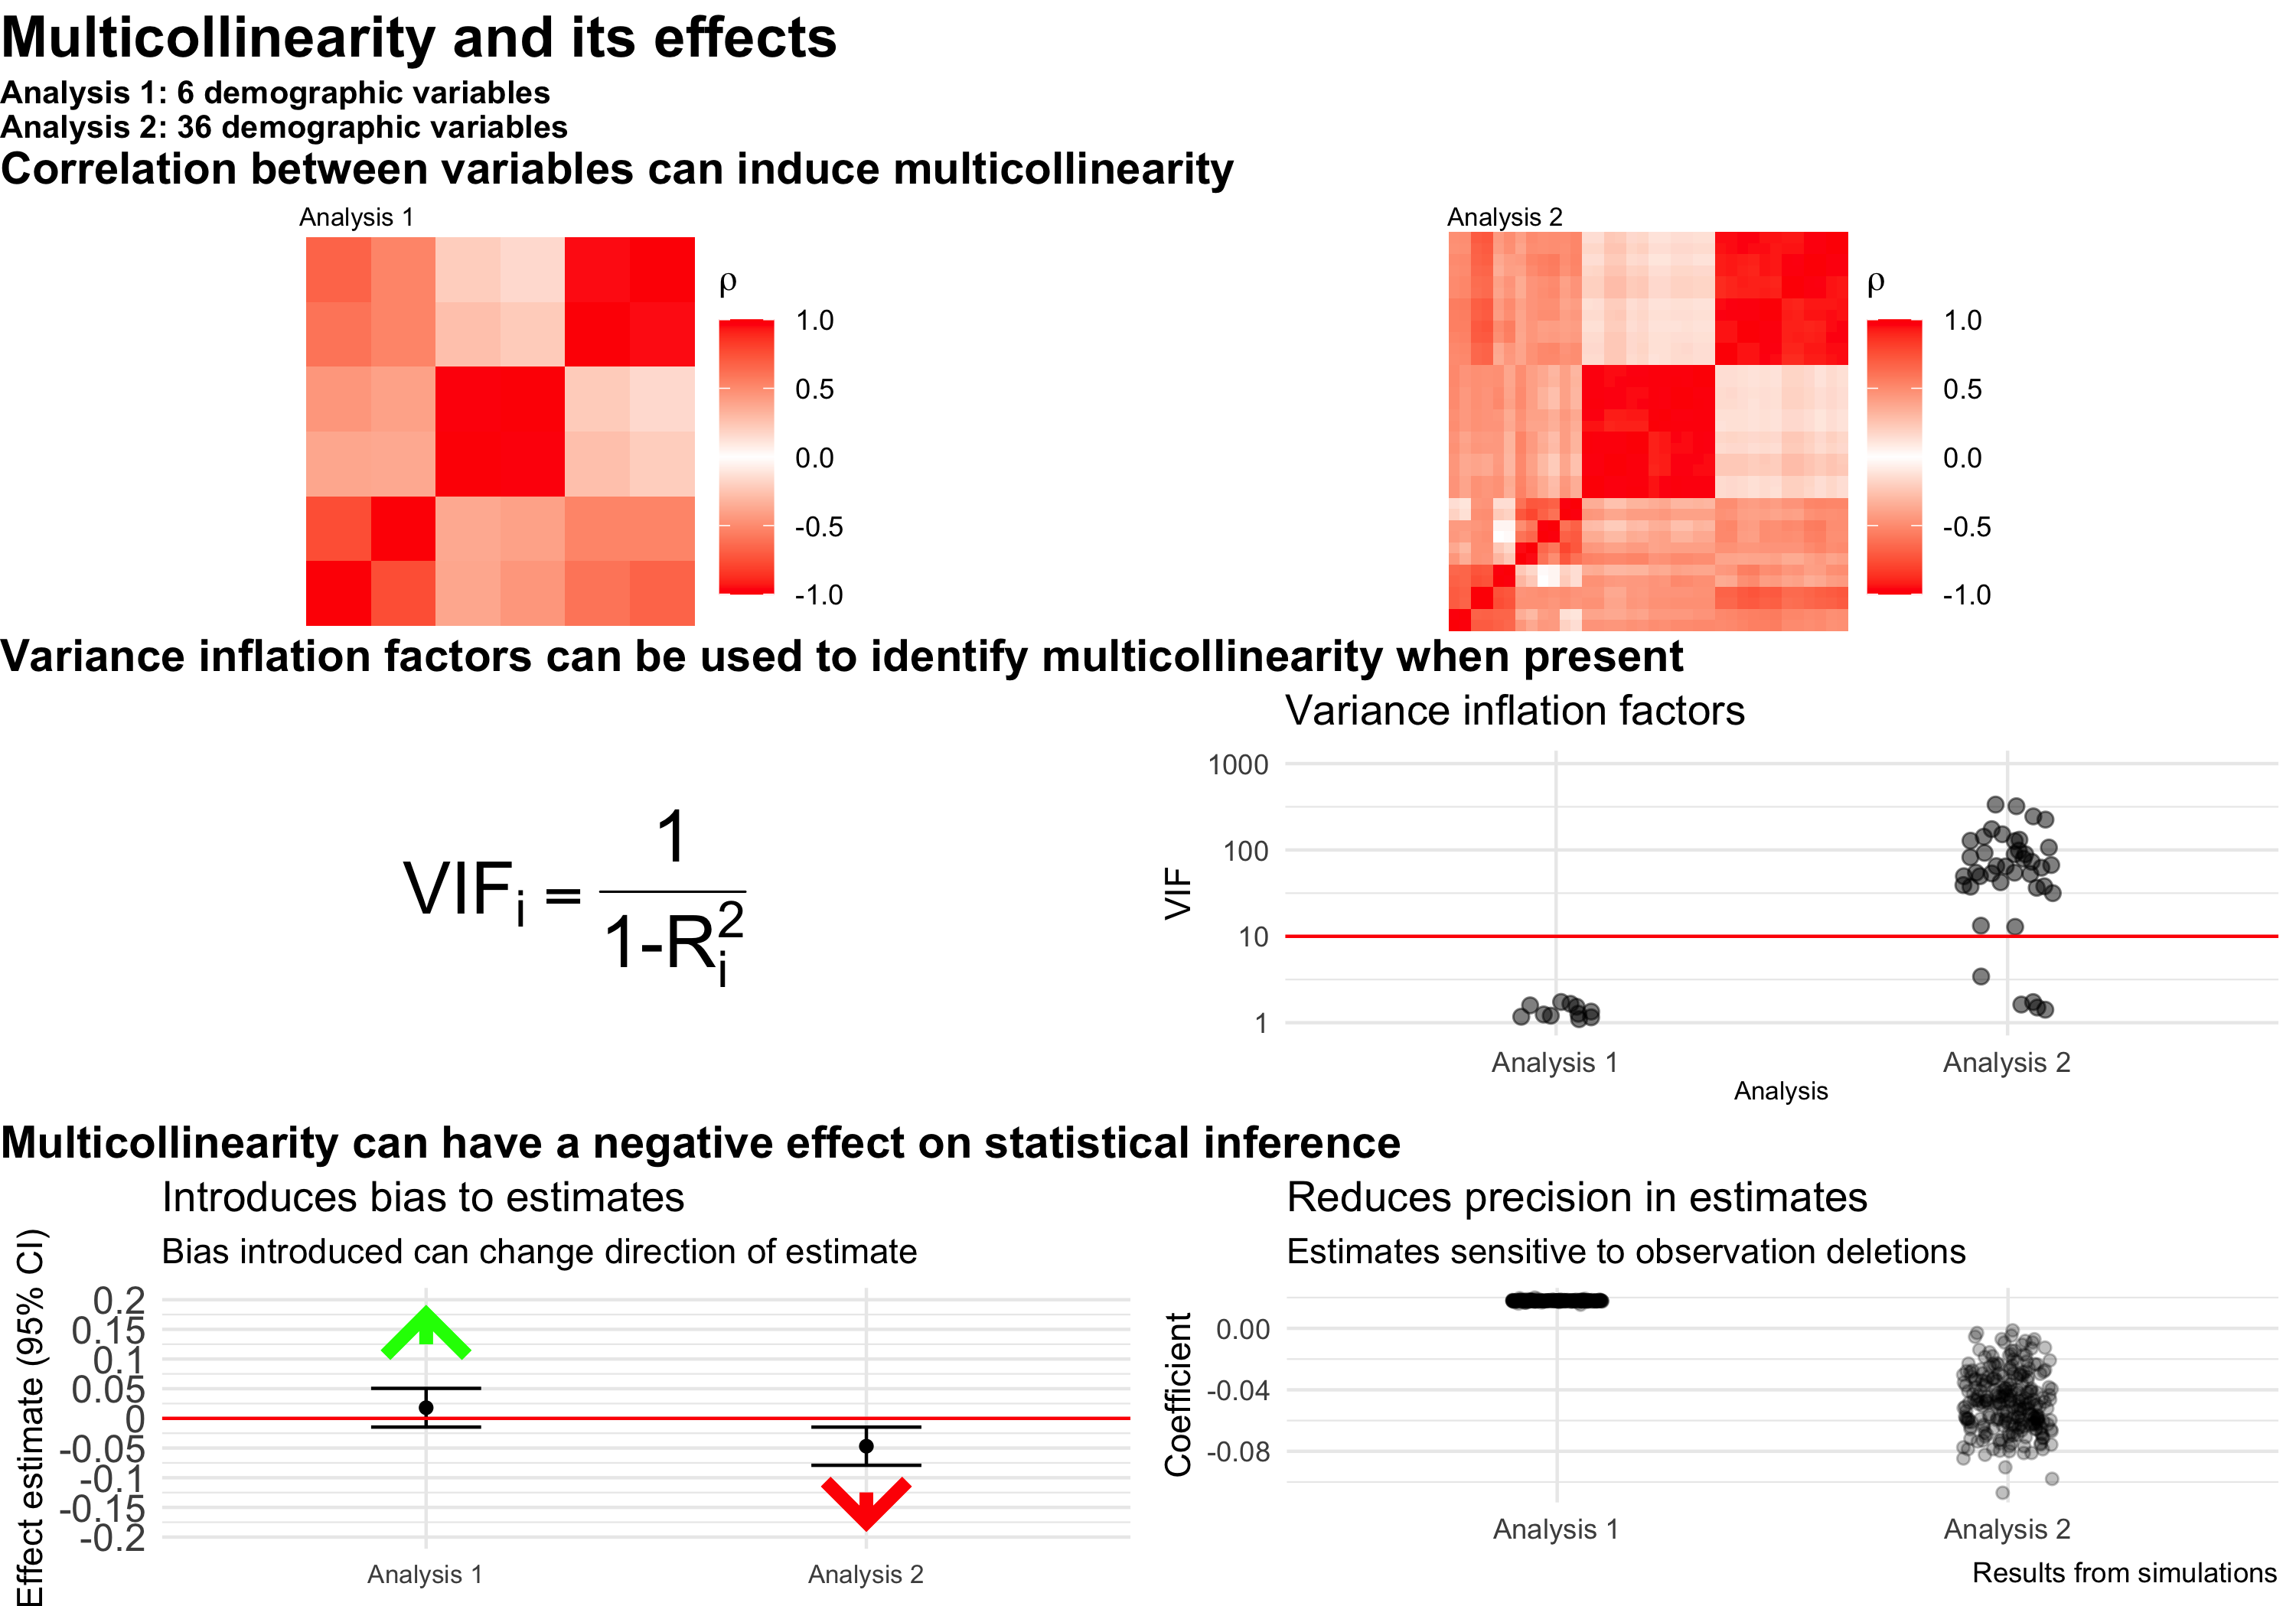 Multicollinearity and its effects
Analysis 1: 6 demographic variables
Analysis 2: 36 demographic variables
Correlation between variables can induce multicollinearity
Analysis 1
ρ
1.0
0.5
0.0
-0.5
-1.0
Analysis 2
ρ
1.0
0.5
0.0
-0.5
-1.0
Variance inflation factors can be used to identify multicollinearity when present
VIF_i = 1/(1-R_i^2)
Variance inflation factors
VIF
1000
100
10
1
Analysis 1 Analysis 2
Analysis
Multicollinearity can have a negative effect on statistical inference
Introduces bias to estimates
Bias introduced can change direction of estimate
Effect estimate (95% CI)
0.2
0.15
0.1
0.05
0
-0.05
-0.1
-0.15
-0.2
Analysis 1 Analysis 2
Reduces precision in estimates
Estimates sensitive to observation deletions
Coefficient
0.00
-0.04
-0.08
Analysis 1 Analysis 2
Results from simulations